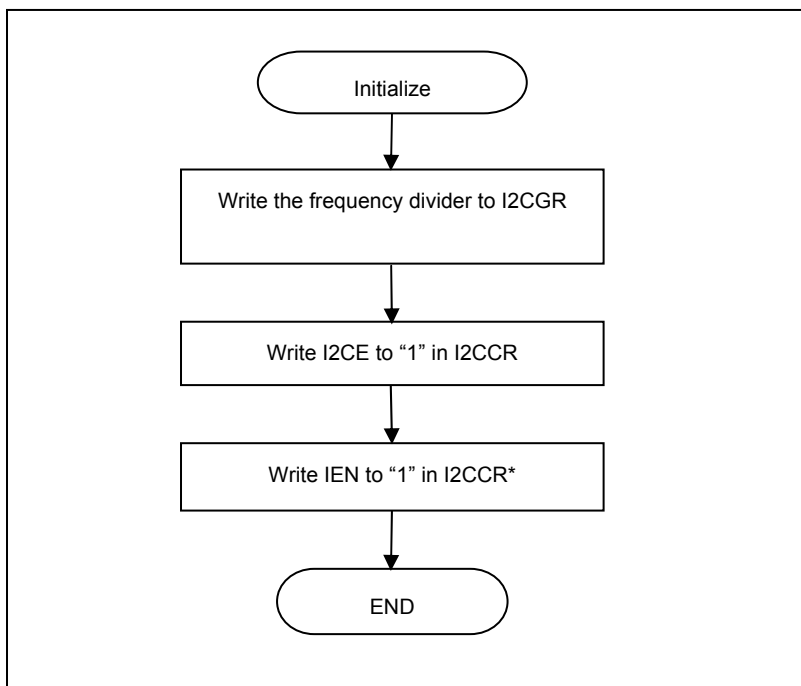 Initialize
Write the frequency divider to I2CGR
Write I2CE to “1” in I2CCR
Write IEN to “1” in I2CCR*
END